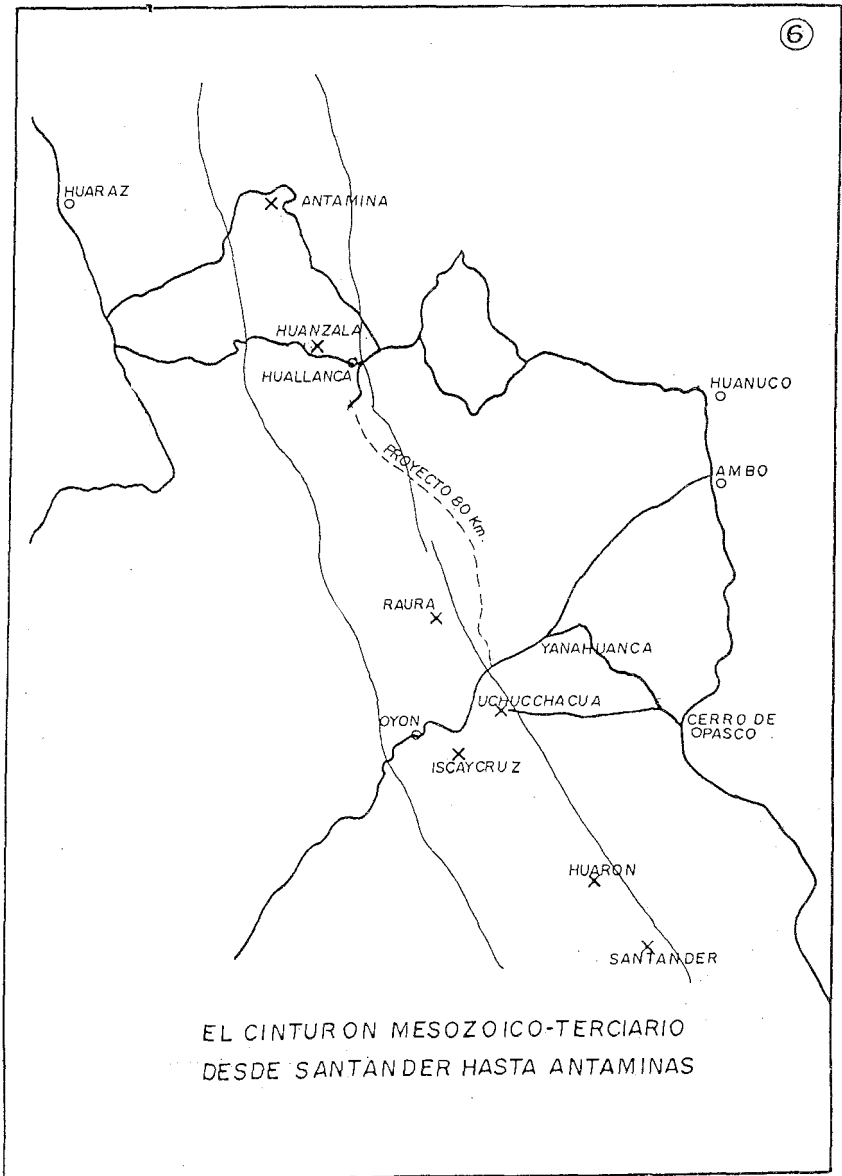 6
HUARAZ
ANTAMINA
HUANZALA
HUALLANCA
HUANUCO
PROYECTO 80 Km.
AMBO
RAURA
YANAHUANCA
UCHUCCHACUA
OYON
CERRO DE
PASCO
ISCAYCRUZ
HUARON
SANTANDER
EL CINTURON MESOZOICO-TERCIARIO
DESDE SANTANDER HASTA ANTAMINAS